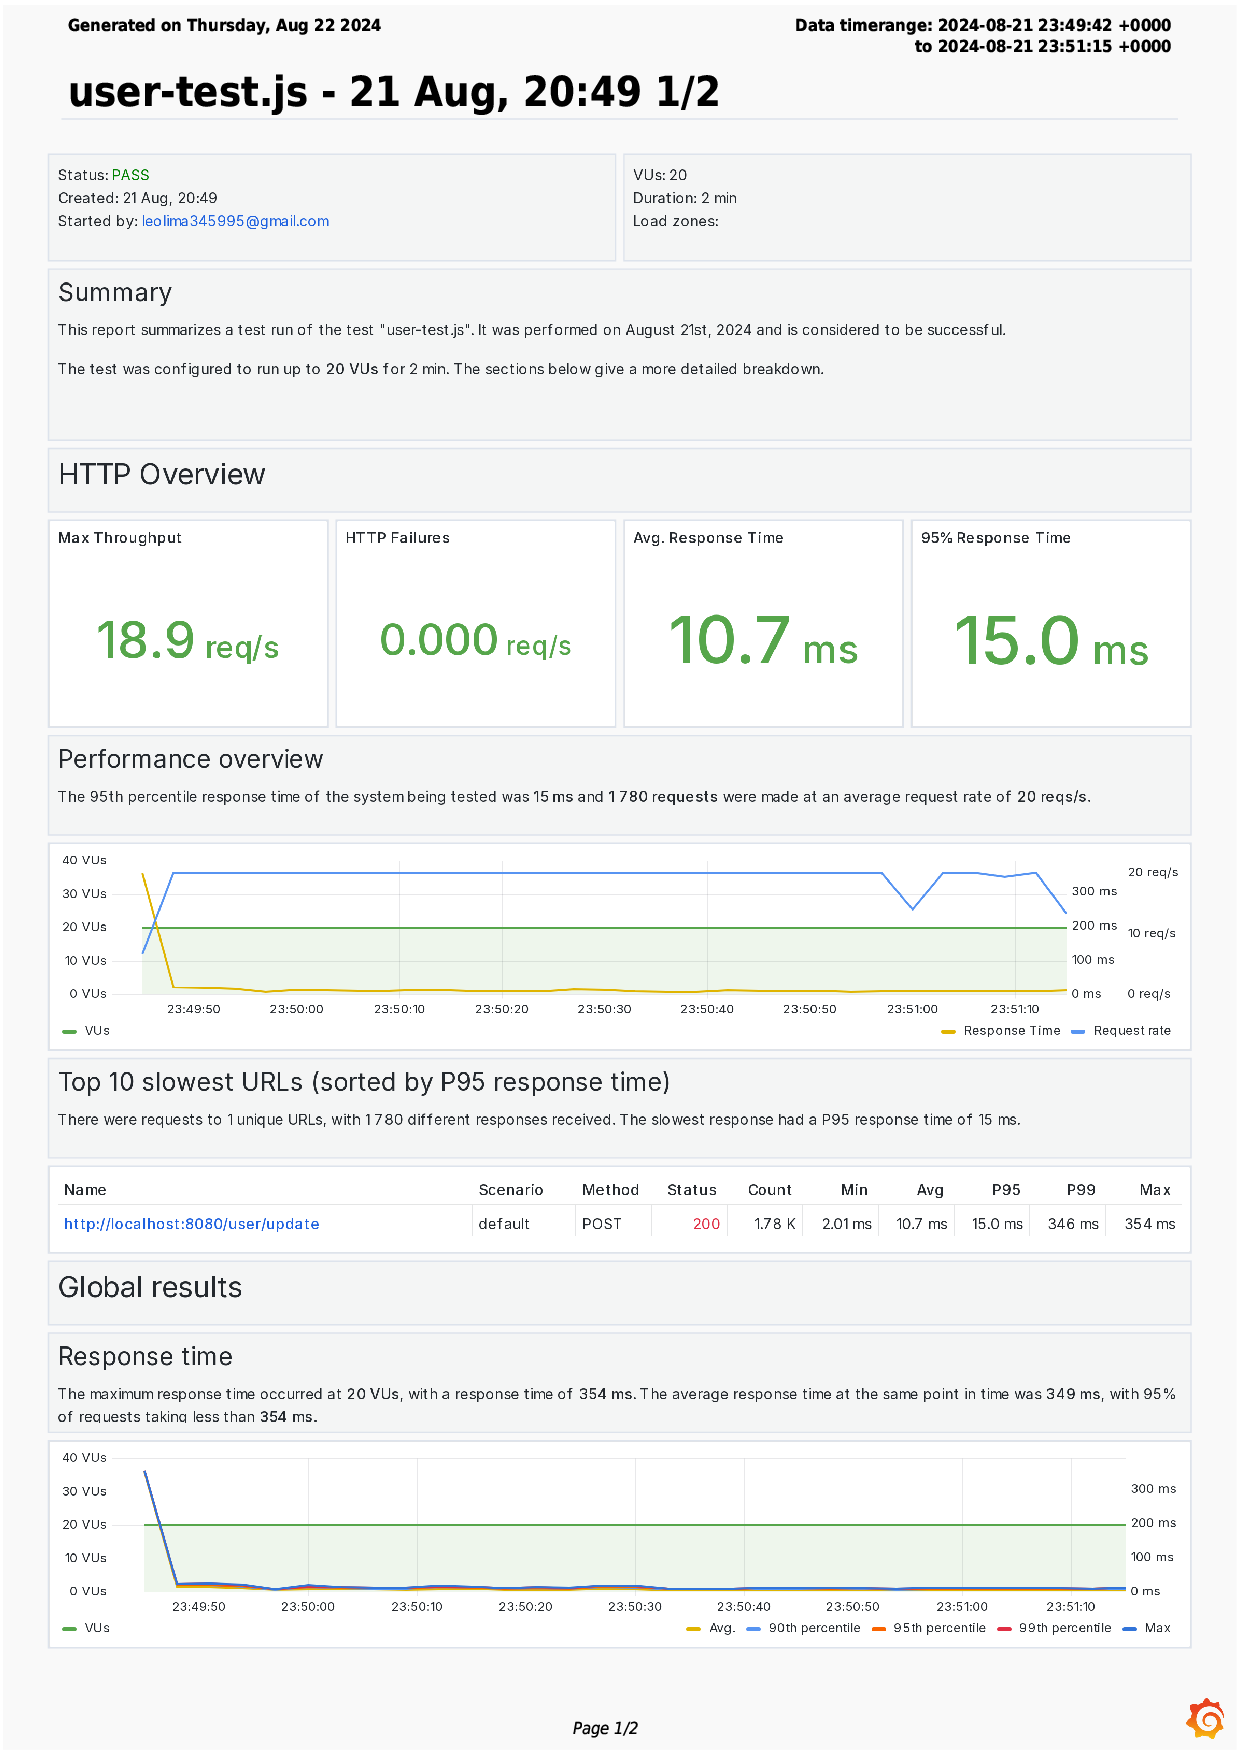 Generated on Thursday, Aug 22 2024
Data timerange: 2024-08-21 23:49:42 +0000
to 2024-08-21 23:51:15 +0000
user-test.js - 21 Aug, 20:49 1/2
Status: PASS
Created: 21 Aug, 20:49
Started by: leolima345995@gmail.com
VUs: 20
Duration: 2 min
Load zones:
Summary
This report summarizes a test run of the test "user-test.js". It was performed on August 21st, 2024 and is considered to be successful.
The test was configured to run up to 20 VUs for 2 min. The sections below give a more detailed breakdown.
HTTP Overview
Max Throughput
18.9 req/s
HTTP Failures
0.000 req/s
Avg. Response Time
10.7 ms
95% Response Time
15.0 ms
Performance overview
The 95th percentile response time of the system being tested was 15 ms and 1 780 requests were made at an average request rate of 20 reqs/s.
40 VUs
30 VUs
20 VUs
10 VUs
0 VUs
300 ms
200 ms
100 ms
0 ms
20 req/s
10 req/s
0 req/s
23:49:50 23:50:00 23:50:10 23:50:20 23:50:30 23:50:40 23:50:50 23:51:00 23:51:10
VUs
Response Time Request rate
Top 10 slowest URLs (sorted by P95 response time)
There were requests to 1 unique URLs, with 1 780 different responses received. The slowest response had a P95 response time of 15 ms.
Name Scenario Method Status Count Min Avg P95 P99 Max
http://localhost:8080/user/update default POST 200 1.78 K 2.01 ms 10.7 ms 15.0 ms 346 ms 354 ms
Global results
Response time
The maximum response time occurred at 20 VUs, with a response time of 354 ms. The average response time at the same point in time was 349 ms, with 95%
of requests taking less than 354 ms.
40 VUs
30 VUs
20 VUs
10 VUs
0 VUs
300 ms
200 ms
100 ms
0 ms
23:49:50 23:50:00 23:50:10 23:50:20 23:50:30 23:50:40 23:50:50 23:51:00 23:51:10
VUs
Avg. 90th percentile 95th percentile 99th percentile Max
Page 1/2